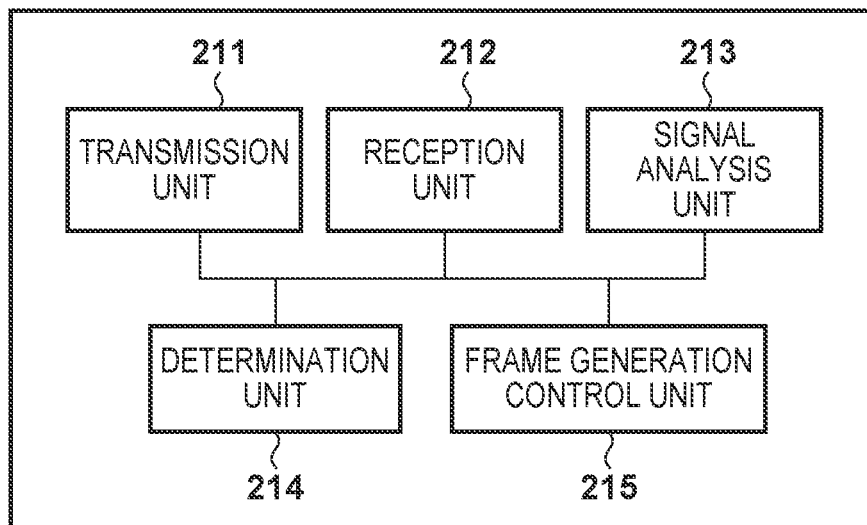 211
212
213
TRANSMISSION
UNIT
RECEPTION
UNIT
SIGNAL
ANALYSIS
UNIT
DETERMINATION
UNIT
FRAME GENERATION
CONTROL UNIT
214
215